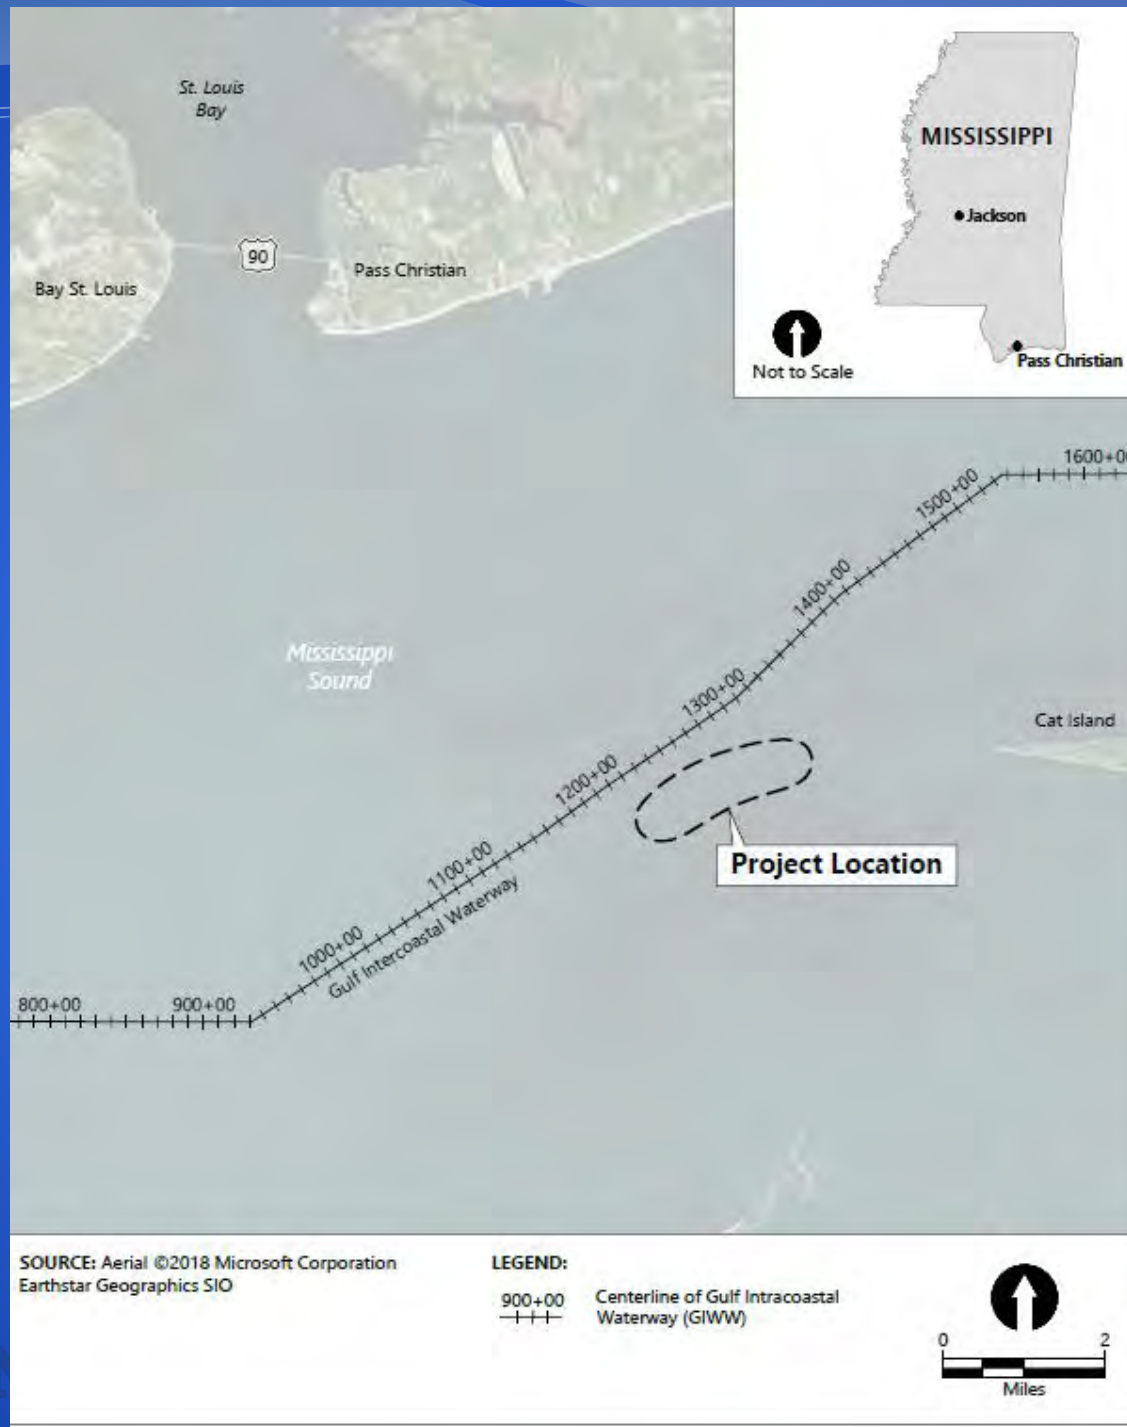 St. Louis
Bay
MISSISSIPPI
Jackson
90
Pass Christian
Bay St. Louis
Not to Scale
Pass Christian
1600+00
1500+00
1400+00
Mississippi
Sound
1300+00
Cat Island
1200+00
Project Location
1100+00
Gulf Intercoastal Waterway
1000+00
800+00
900+00
SOURCE: Aerial ©2018 Microsoft Corporation
Earthstar Geographics SIO
LEGEND:
900+00
Centerline of Gulf Intracoastal
Waterway (GIWW)
0
2
Miles